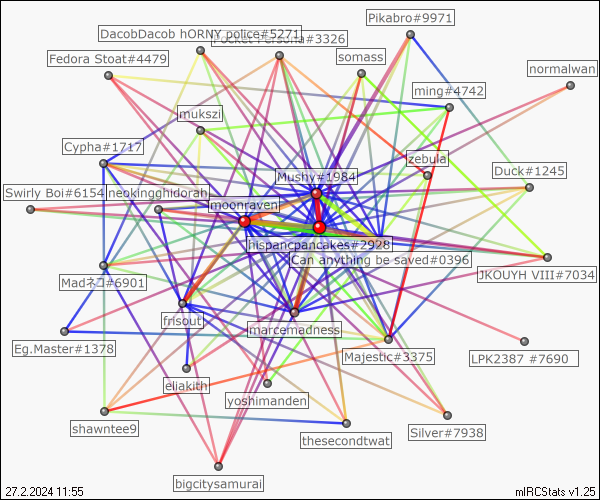 Pikabro#9971
DacobDacob hORNY police#5271
Pocket Persona#3326
somass
Fedora Stoat#4479
normalwan
ming#4742
mukszi
Cypha#1717
zebula
Mushy#1984
Duck#1245
Swirly Boi#6154
nekingghidorah
moonraven
hispancpancakes#2928
Can anything be saved#0396
JKOUYH VIII#7034
Madネコ#6901
frisout
marcemadness
Eg.Master#1378
Majestic#3375
LPK2387 #7690
eliakith
yoshimanden
shawntee9
thesecondtwat
Silver#7938
bigcitysamurai
27.2.2024 11:55
mIRCStats v1.25